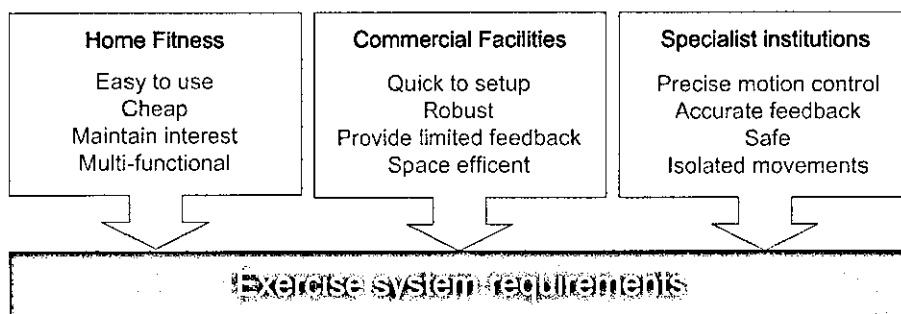 Home Fitness
Easy to use
Cheap
Maintain interest
Multi-functional
Commercial Facilities
Quick to setup
Robust
Provide limited feedback
Space efficent
Specialist institutions
Precise motion control
Accurate feedback
Safe
Isolated movements
Exercise system requirements